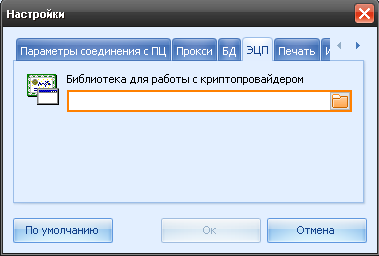 Настройки
Параметры соединения с ПЦ Прокси БД ЭЦП Печать
Библиотека для работы с криптопровайдером
По умолчанию Ок Отмена